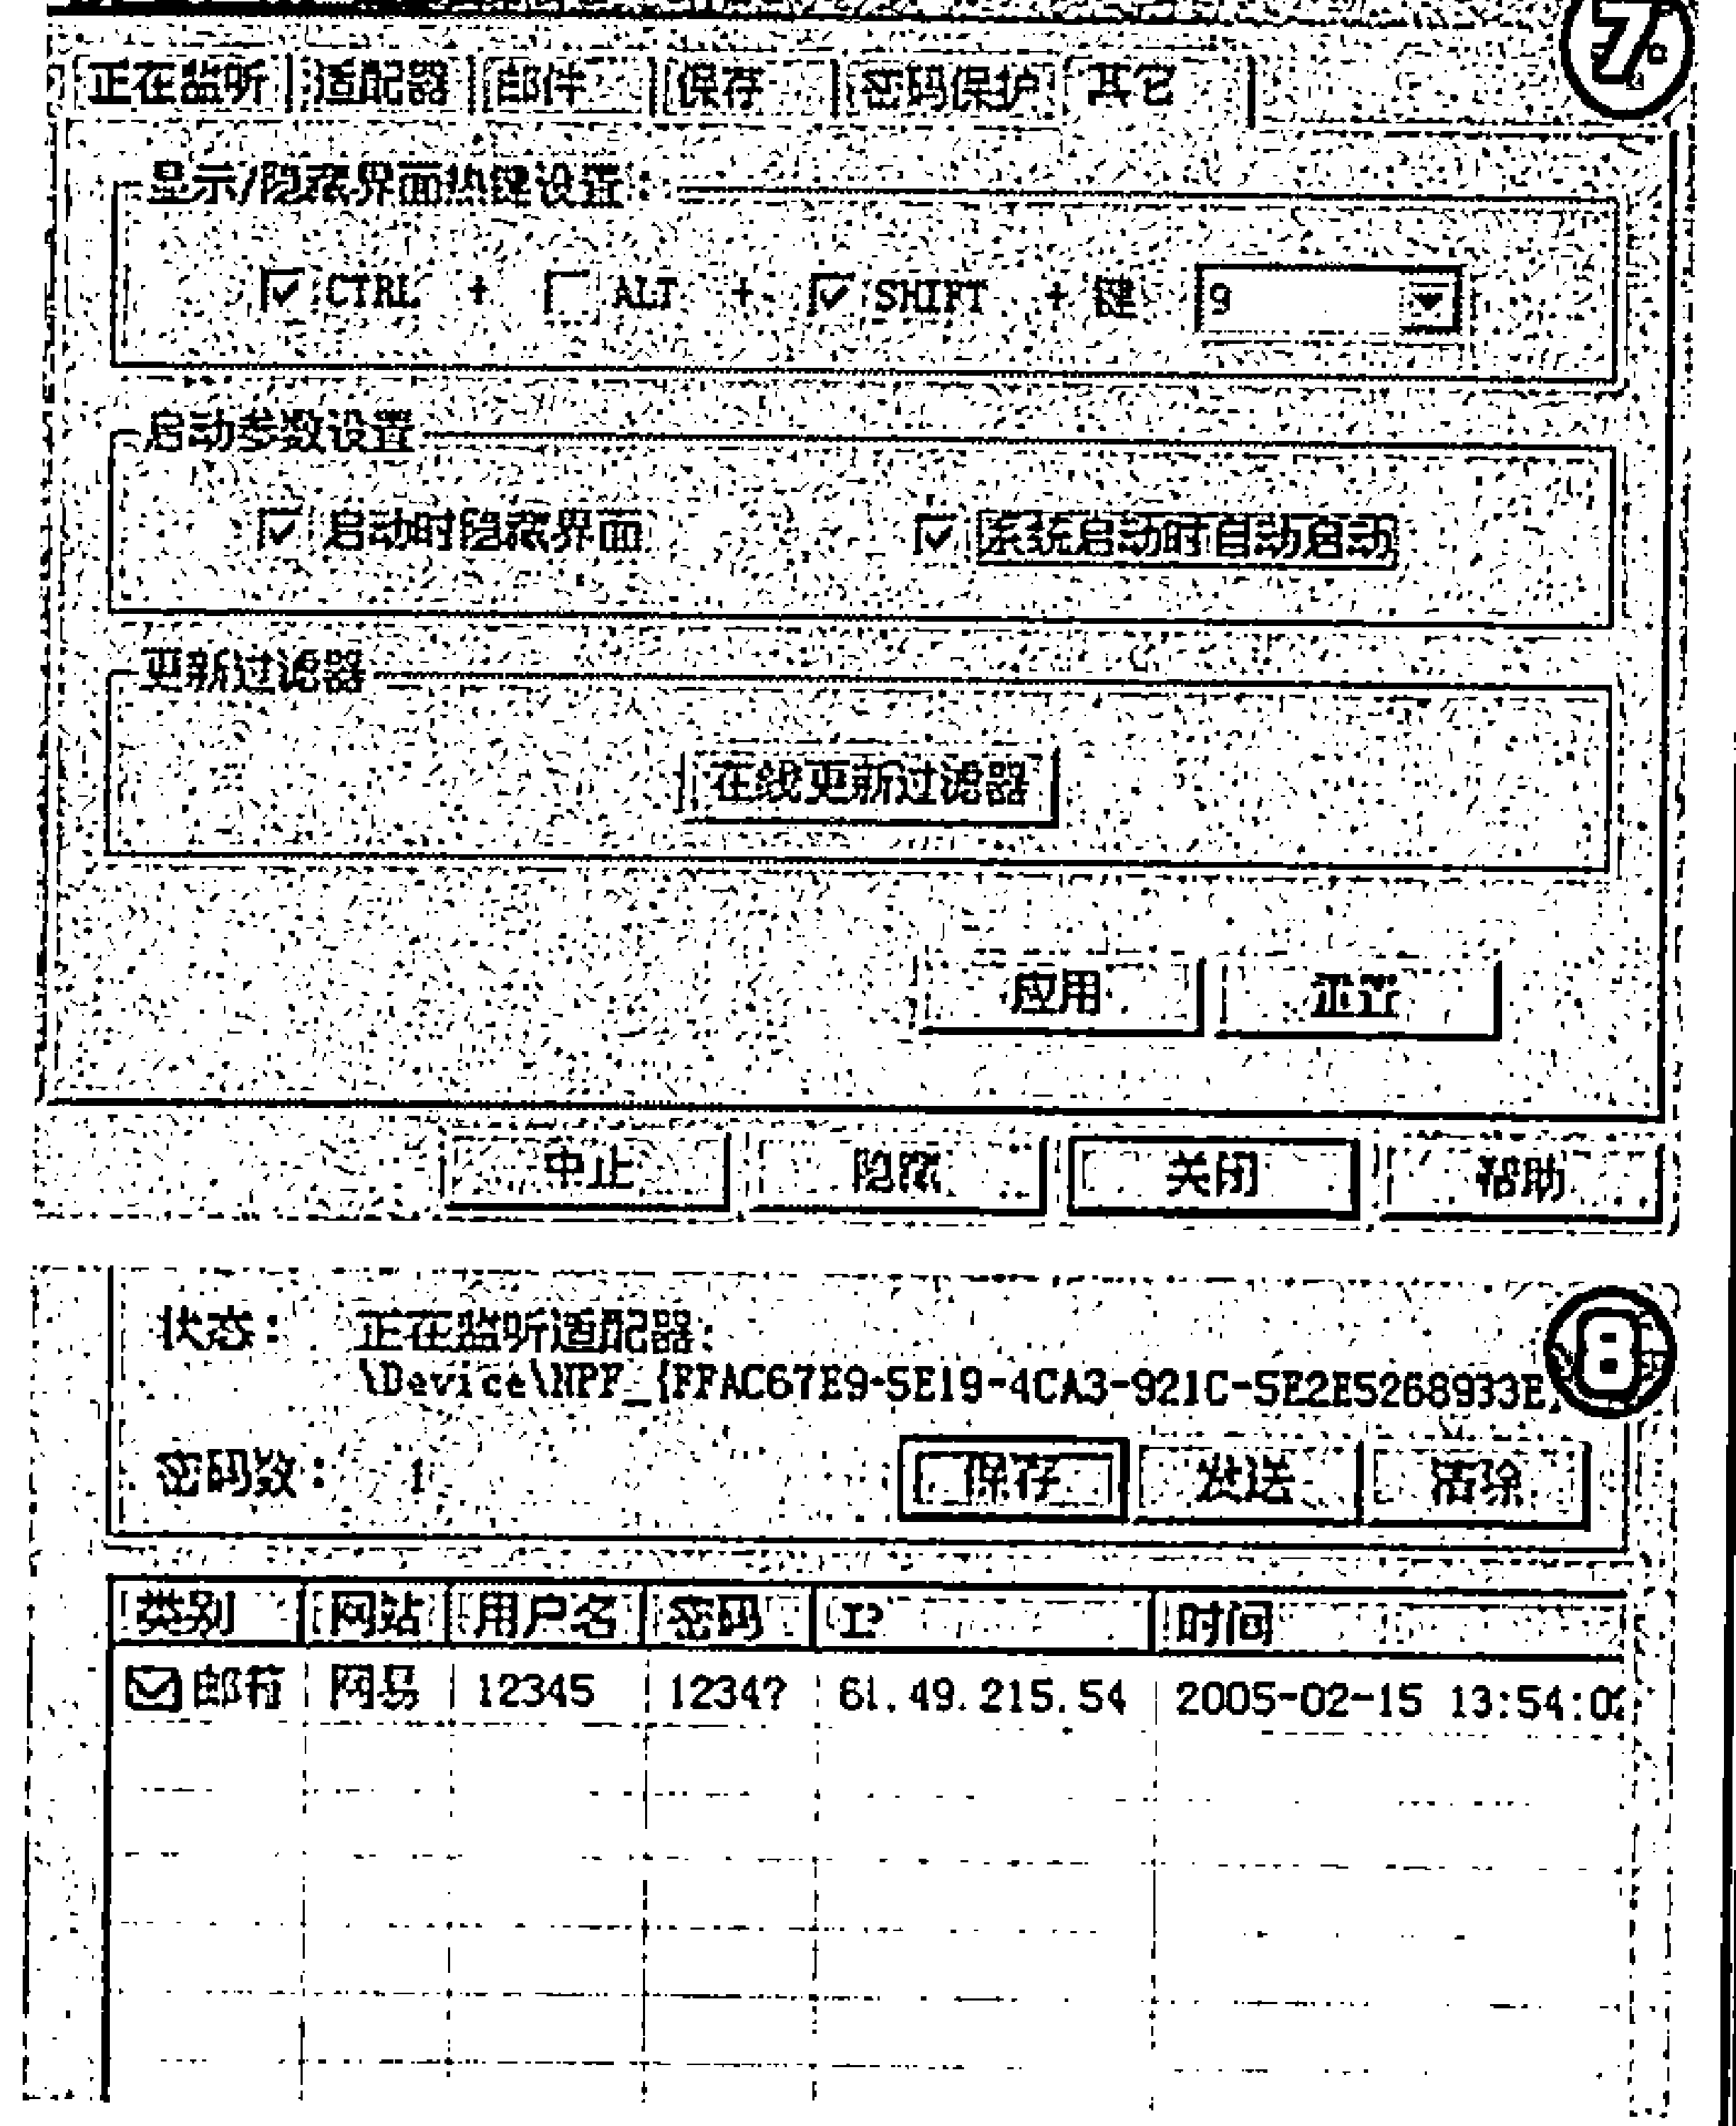 ⑦
正在监听 适配器 邮件 保存 密码保护 其它
显示/隐藏界面热键设置:
CTRL + ALT + SHIFT + 键 9
启动参数设置
启动时隐藏界面 系统启动时自动启动
更新过滤器
在线更新过滤器
应用 重置
中止 隐藏 关闭 帮助
⑧
状态: 正在监听适配器:
\Device\NPF_{FFAC67E9-5E19-4CA3-921C-5E2E5268933E
密码数: 1 保存 发送 清除
类别 网站 用户名 密码 IP 时间
邮箱 网易 12345 1234? 61.49.215.54 2005-02-15 13:54:0